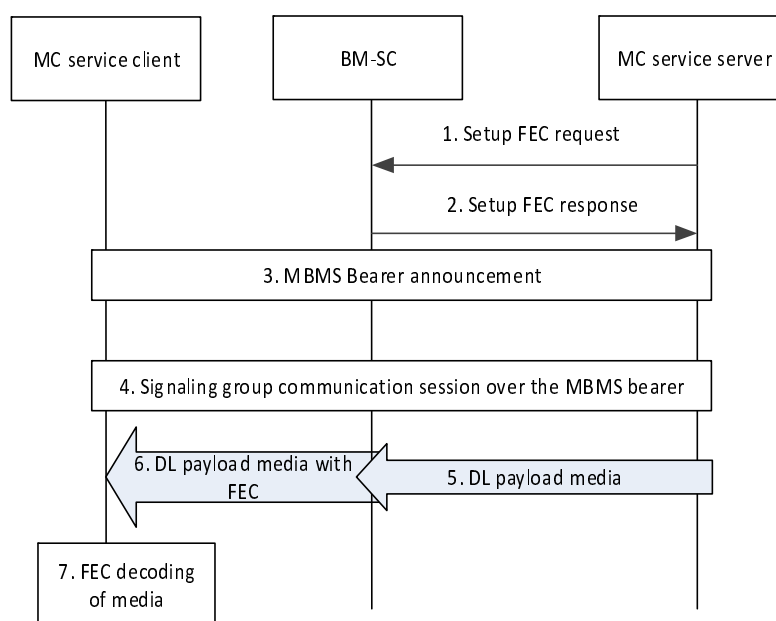 MC service client
BM-SC
MC service server
1. Setup FEC request
2. Setup FEC response
3. MBMS Bearer announcement
4. Signaling group communication session over the MBMS bearer
6. DL payload media with
FEC
5. DL payload media
7. FEC decoding
of media